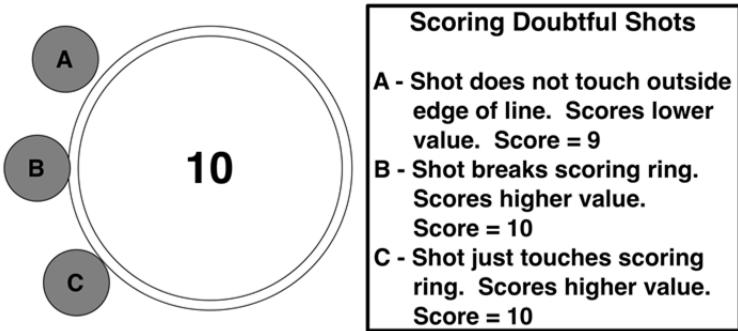 A
B
10
C
Scoring Doubtful Shots
A - Shot does not touch outside
edge of line. Scores lower
value. Score = 9
B - Shot breaks scoring ring.
Scores higher value.
Score = 10
C - Shot just touches scoring
ring. Scores higher value.
Score = 10